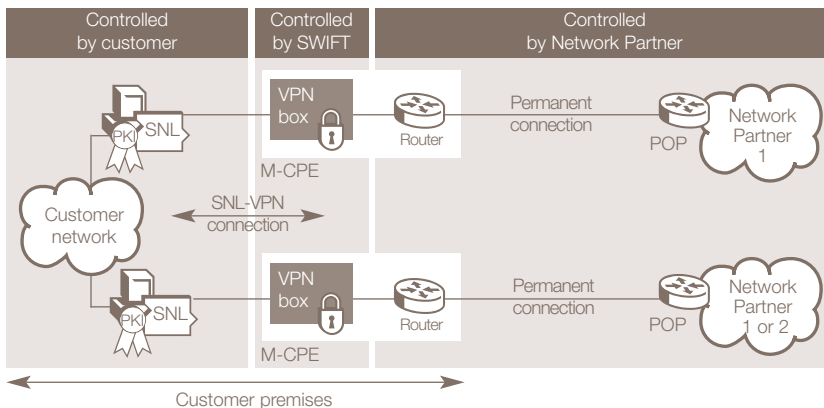 Controlled
by customer
Controlled
by SWIFT
Controlled
by Network Partner
PKI
SNL
VPN
box
M-CPE
Router
Permanent
connection
POP
Network
Partner
1
Customer
network
SNL-VPN
connection
PKI
SNL
VPN
box
M-CPE
Router
Permanent
connection
POP
Network
Partner
1 or 2
Customer premises